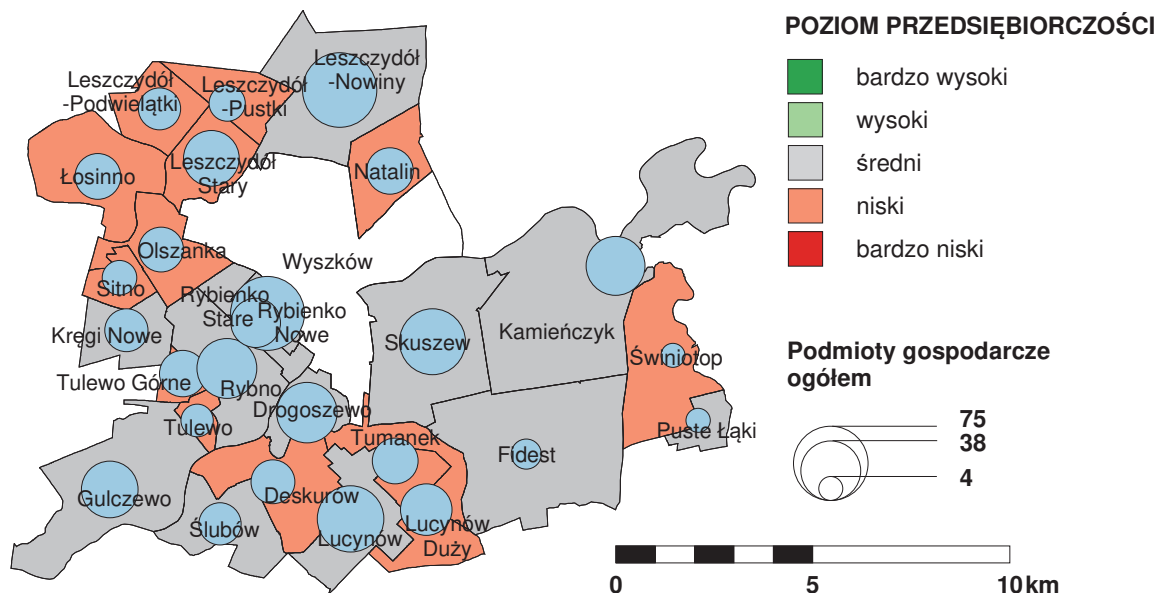 POZIOM PRZEDSIĘBIORCZOŚCI
bardzo wysoki
wysoki
średni
niski
bardzo niski
Podmioty gospodarcze
ogółem
75
38
4
0
5
10 km
Leszczydół
-Nowiny
Leszczydół
-Podwielątki
Leszczydół
-Pustki
Łosinno
Leszczydół
Stary
Natalin
Olszanka
Wyszków
Sitno
Rybienko
Stare
Rybienko
Nowe
Kręgi Nowe
Skuszew
Kamieńczyk
Świniotop
Tulewo Górne
Rybno
Drogoszewo
Tulewo
Tumanek
Puste Łąki
Fidest
Gulczewo
Deskurów
Ślubów
Lucynów
Lucynów
Duży